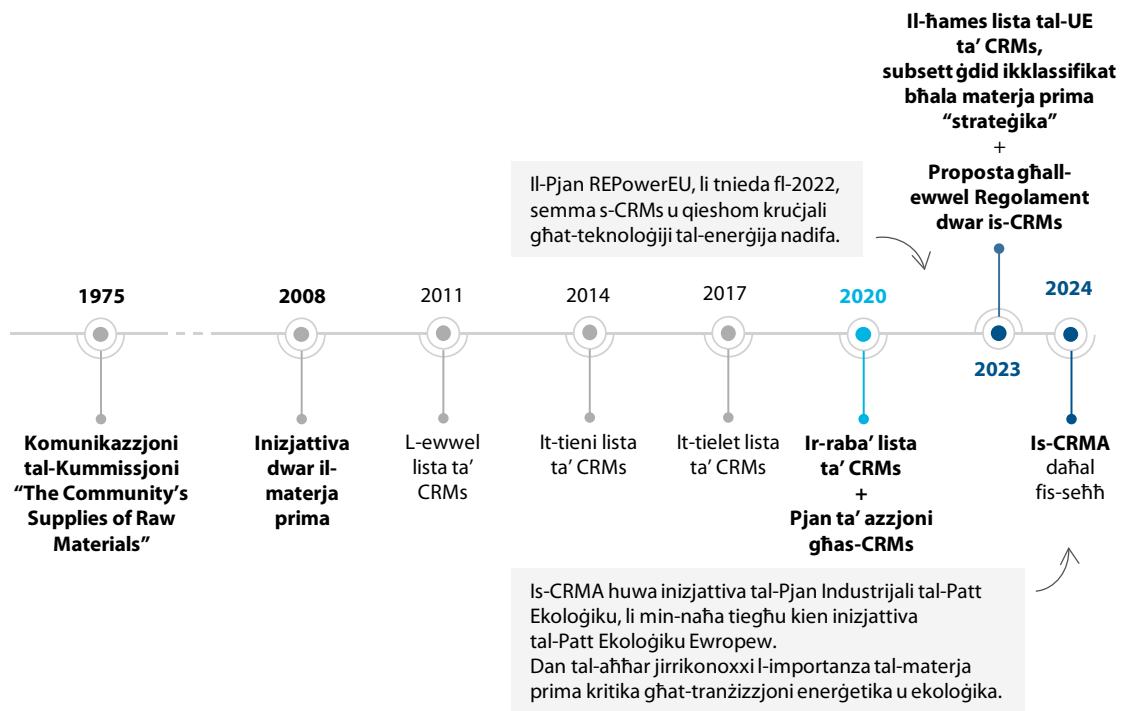 Il-ħames lista tal-UE
ta’ CRMs,
subsett ġdid ikklassifikat
bħala materja prima
“strateġika”
+
Proposta għall-
ewwel Regolament
dwar is-CRMs
Il-Pjan REPowerEU, li tnieda fl-2022,
semma s-CRMs u qieshom kruċjali
għat-teknoloġiji tal-enerġija nadifa.
1975
2008
2011
2014
2017
2020
2023
2024
Komunikazzjoni
tal-Kummissjoni
“The Community’s
Supplies of Raw
Materials”
Inizjattiva
dwar il-
materja
prima
L-ewwel
lista ta’
CRMs
It-tieni lista
ta’ CRMs
It-tielet lista
ta’ CRMs
Ir-raba’ lista
ta’ CRMs
+
Pjan ta’ azzjoni
għas-CRMs
Is-CRMA
daħal
fis-seħħ
Is-CRMA huwa inizjattiva tal-Pjan Industrijali tal-Patt
Ekoloġiku, li min-naħa tiegħu kien inizjattiva
tal-Patt Ekoloġiku Ewropew.
Dan tal-aħħar jirrikonoxxi l-importanza tal-materja
prima kritika għat-tranżizzjoni enerġetika u ekoloġika.